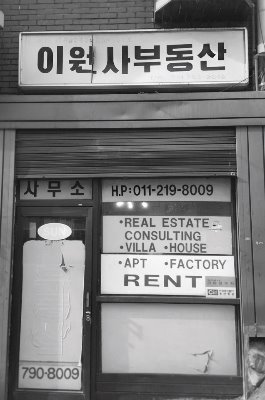 이원사부동산
사무소
H.P: 011-219-8009
•REAL ESTATE
CONSULTING
•VILLA •HOUSE
•APT •FACTORY
RENT
790-8009